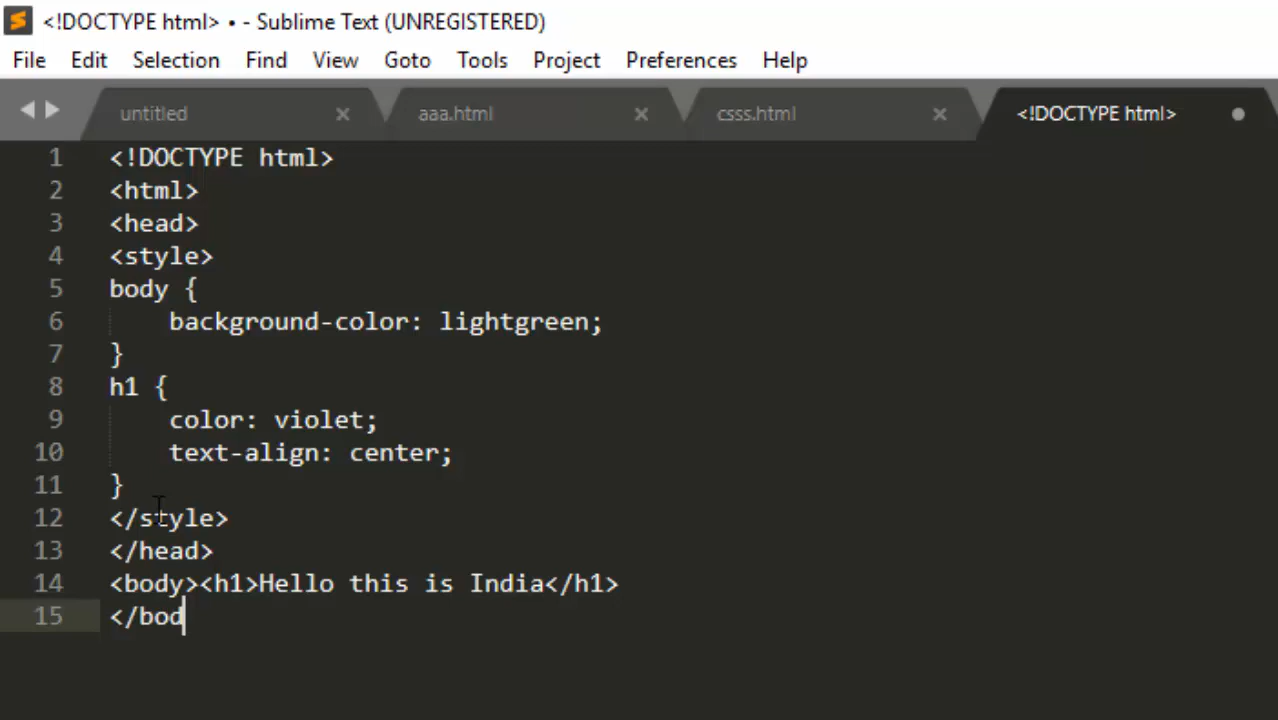 <!DOCTYPE html> • - Sublime Text (UNREGISTERED)
File Edit Selection Find View Goto Tools Project Preferences Help
untitled aaa.html csss.html <!DOCTYPE html>
1 <!DOCTYPE html>
2 <html>
3 <head>
4 <style>
5 body {
6 background-color: lightgreen;
7 }
8 h1 {
9 color: violet;
10 text-align: center;
11 }
12 </style>
13 </head>
14 <body><h1>Hello this is India</h1>
15 </bod